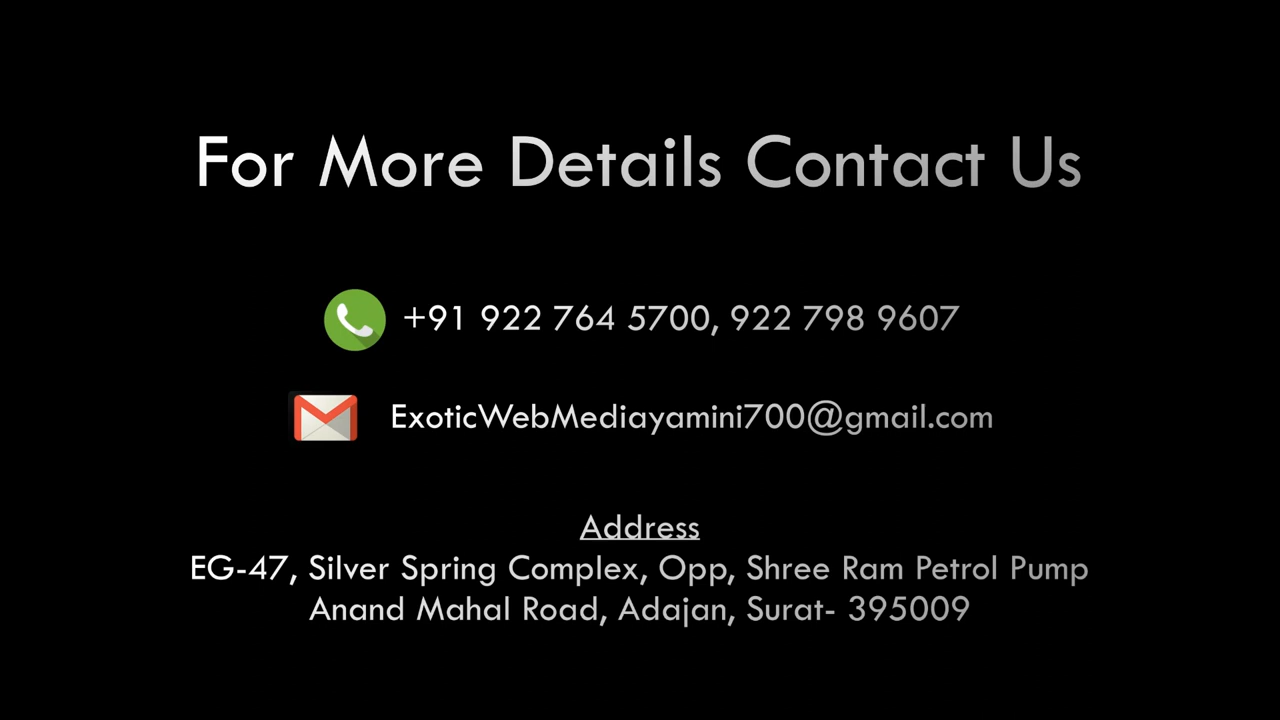 For More Details Contact Us
+91 922 764 5700, 922 798 9607
ExoticWebMediayamini700@gmail.com
Address
EG-47, Silver Spring Complex, Opp, Shree Ram Petrol Pump
Anand Mahal Road, Adajan, Surat- 395009